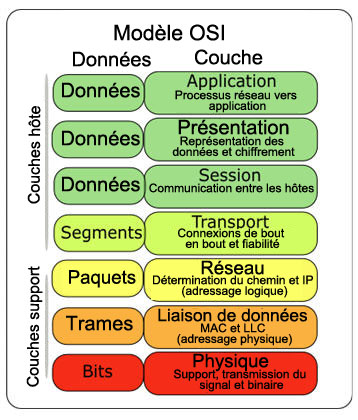 Modèle OSI
Données Couche
Couches hôte
Données
Application
Processus réseau vers
application
Données
Présentation
Représentation des
données et chiffrement
Données
Session
Communication entre les hôtes
Segments
Transport
Connexions de bout
en bout et fiabilité
Couches support
Paquets
Réseau
Détermination du chemin et IP
(adressage logique)
Trames
Liaison de données
MAC et LLC
(adressage physique)
Bits
Physique
Support, transmission du
signal et binaire